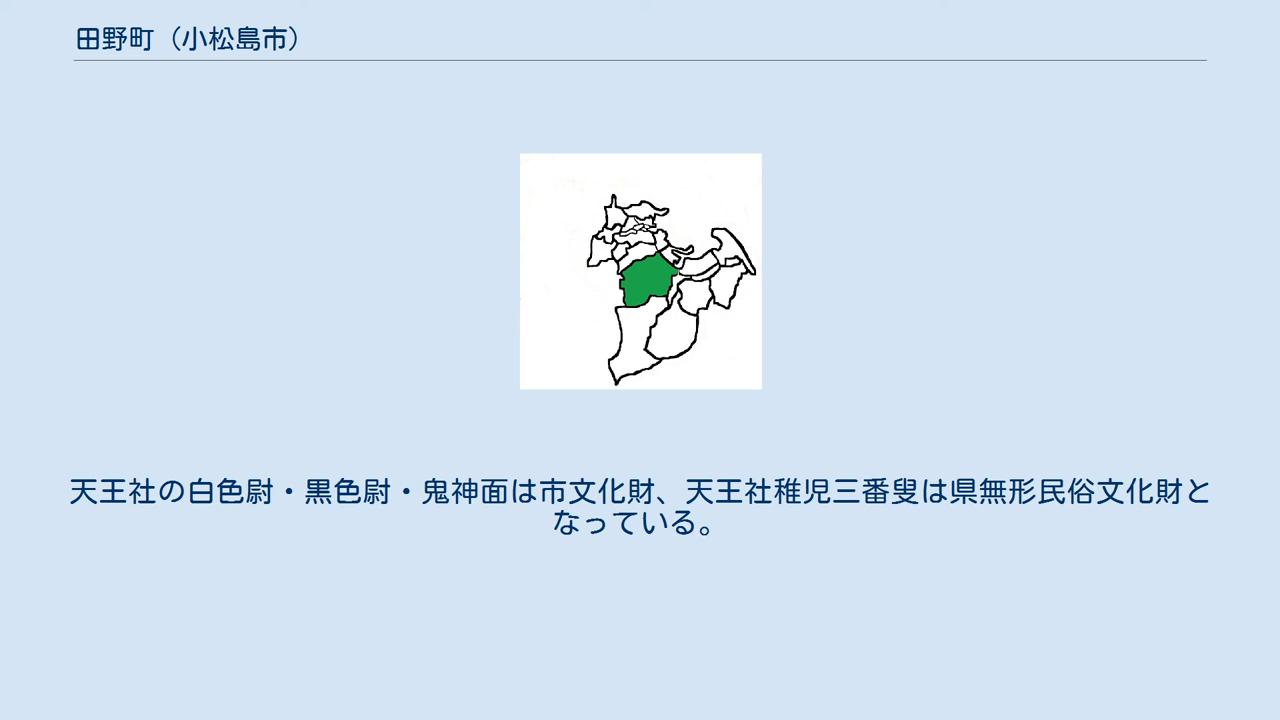 田野町（小松島市）
天王社の白色尉・黒色尉・鬼神面は市文化財、天王社稚児三番叟は県無形民俗文化財と
なっている。